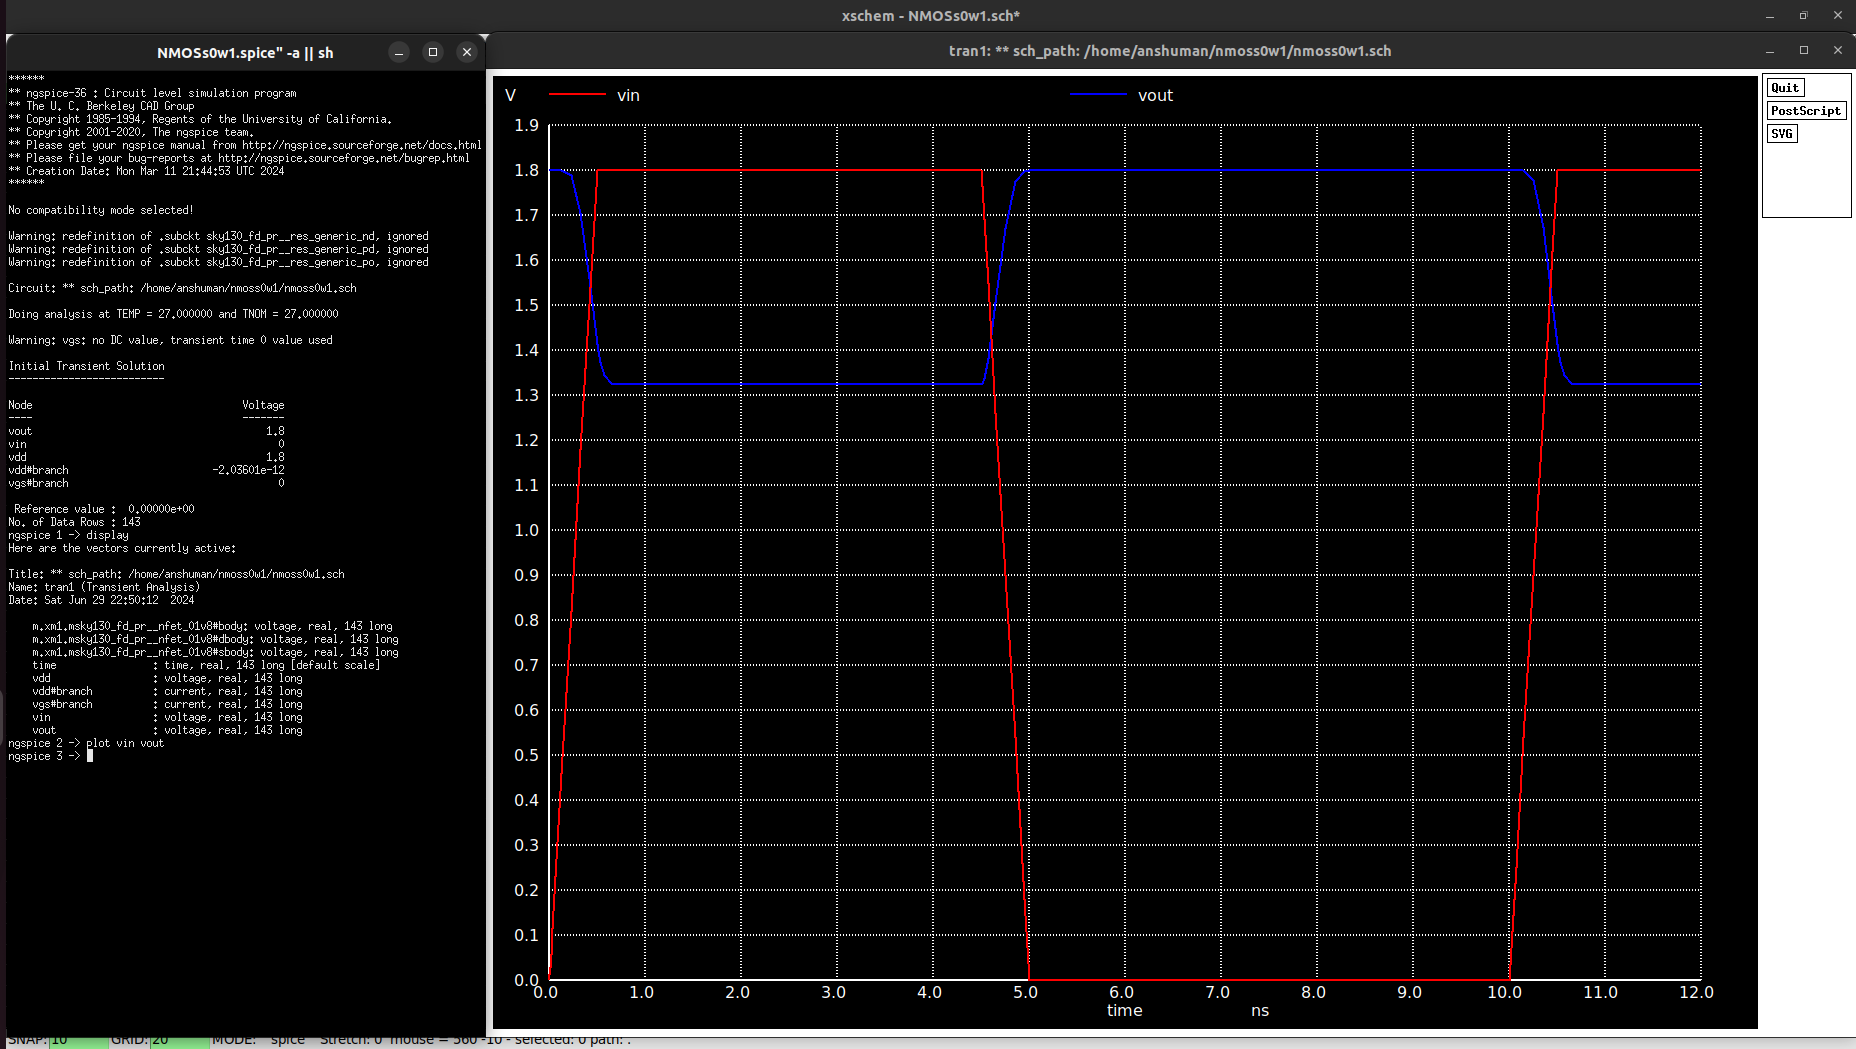 xschem - NMOSs0w1.sch*
NMOSs0w1.spice" -a || sh
tran1: ** sch_path: /home/anshuman/nmoss0w1/nmoss0w1.sch
******
** ngspice-36 : Circuit level simulation program
** The U. C. Berkeley CAD Group
** Copyright 1985-1994, Regents of the University of California.
** Copyright 2001-2020, The ngspice team.
** Please get your ngspice manual from http://ngspice.sourceforge.net/docs.html
** Please file your bug-reports at http://ngspice.sourceforge.net/bugrep.html
** Creation Date: Mon Mar 11 21:44:53 UTC 2024
******
No compatibility mode selected!
Warning: redefinition of .subckt sky130_fd_pr__res_generic_nd, ignored
Warning: redefinition of .subckt sky130_fd_pr__res_generic_pd, ignored
Warning: redefinition of .subckt sky130_fd_pr__res_generic_po, ignored
Circuit: ** sch_path: /home/anshuman/nmoss0w1/nmoss0w1.sch
Doing analysis at TEMP = 27.000000 and TNOM = 27.000000
Warning: vgs: no DC value, transient time 0 value used
Initial Transient Solution
--------------------------
Node Voltage
---- -------
vout 1.8
vin 0
vdd 1.8
vdd#branch -2.03601e-12
vgs#branch 0
Reference value : 0.00000e+00
No. of Data Rows : 143
ngspice 1 -> display
Here are the vectors currently active:
Title: ** sch_path: /home/anshuman/nmoss0w1/nmoss0w1.sch
Name: tran1 (Transient Analysis)
Date: Sat Jun 29 22:50:12 2024
m.xm1.msky130_fd_pr__nfet_01v8#body: voltage, real, 143 long
m.xm1.msky130_fd_pr__nfet_01v8#dbody: voltage, real, 143 long
m.xm1.msky130_fd_pr__nfet_01v8#sbody: voltage, real, 143 long
time : time, real, 143 long [default scale]
vdd : voltage, real, 143 long
vdd#branch : current, real, 143 long
vgs#branch : current, real, 143 long
vin : voltage, real, 143 long
vout : voltage, real, 143 long
ngspice 2 -> plot vin vout
ngspice 3 ->
V vin vout
1.9
1.8
1.7
1.6
1.5
1.4
1.3
1.2
1.1
1.0
0.9
0.8
0.7
0.6
0.5
0.4
0.3
0.2
0.1
0.0
0.0 1.0 2.0 3.0 4.0 5.0 6.0 7.0 8.0 9.0 10.0 11.0 12.0
time ns
Quit
PostScript
SVG
SNAP: 10 GRID: 20 MODE: spice Stretch: 0 mouse = 560 -10 - selected: 0 path: .